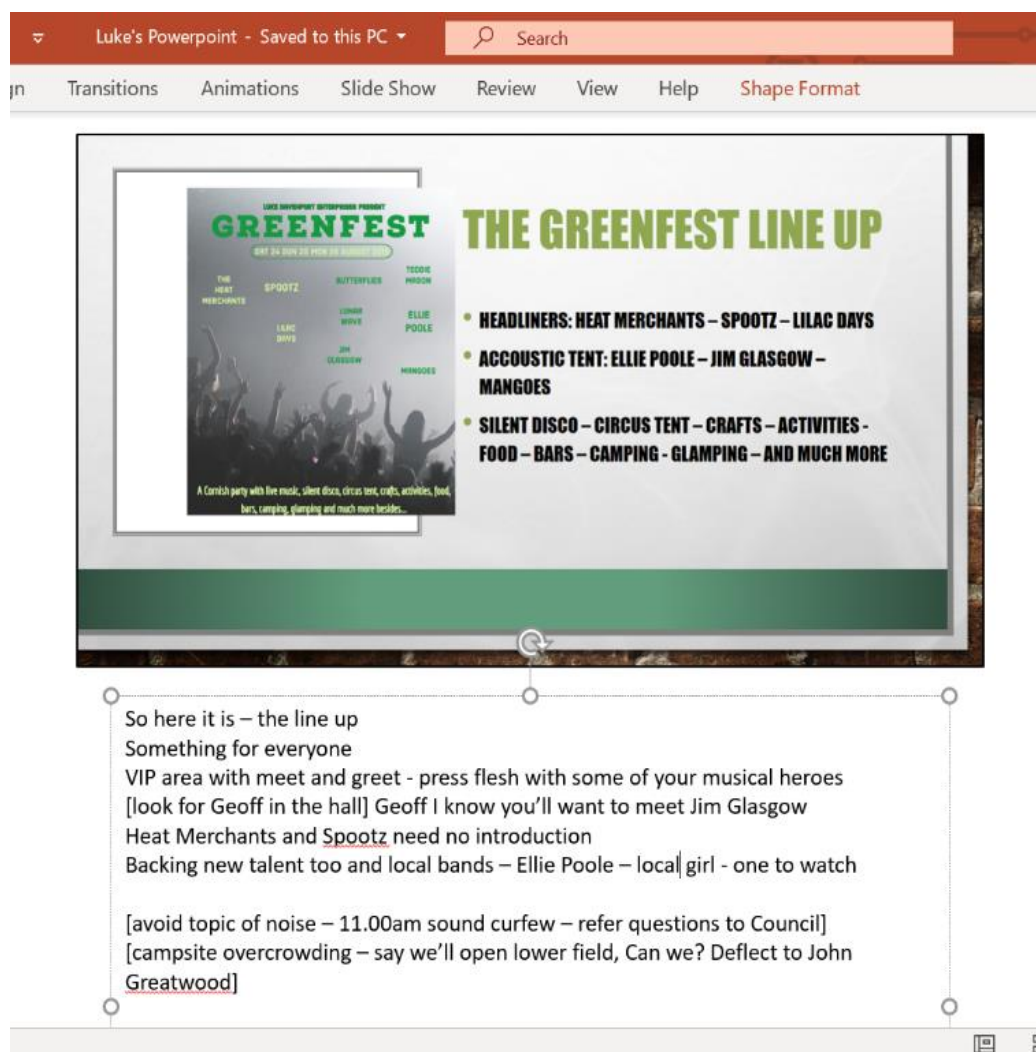 Luke's Powerpoint - Saved to this PC
Search
gn Transitions Animations Slide Show Review View Help Shape Format
LUKE DAVENPORT ENTERPRISES PRESENT
GREENFEST
THE
HEAT
MERCHANTS
SPOOTZ
LILAC
DAYS
BUTTERFLIES
LUNAR
WAVE
JIM
GLASGOW
TEDDIE
MASON
ELLIE
POOLE
MANGOES
A Cornish party with live music, silent disco, circus tent, crafts, activities, food,
bars, camping, glamping and much more besides...
THE GREENFEST LINE UP
• HEADLINERS: HEAT MERCHANTS – SPOOTZ – LILAC DAYS
• ACCOUSTIC TENT: ELLIE POOLE – JIM GLASGOW –
MANGOES
• SILENT DISCO – CIRCUS TENT – CRAFTS – ACTIVITIES -
FOOD – BARS – CAMPING - GLAMPING – AND MUCH MORE
So here it is – the line up
Something for everyone
VIP area with meet and greet - press flesh with some of your musical heroes
[look for Geoff in the hall] Geoff I know you’ll want to meet Jim Glasgow
Heat Merchants and Spootz need no introduction
Backing new talent too and local bands – Ellie Poole – local girl - one to watch
[avoid topic of noise – 11.00am sound curfew – refer questions to Council]
[campsite overcrowding – say we’ll open lower field, Can we? Deflect to John
Greatwood]